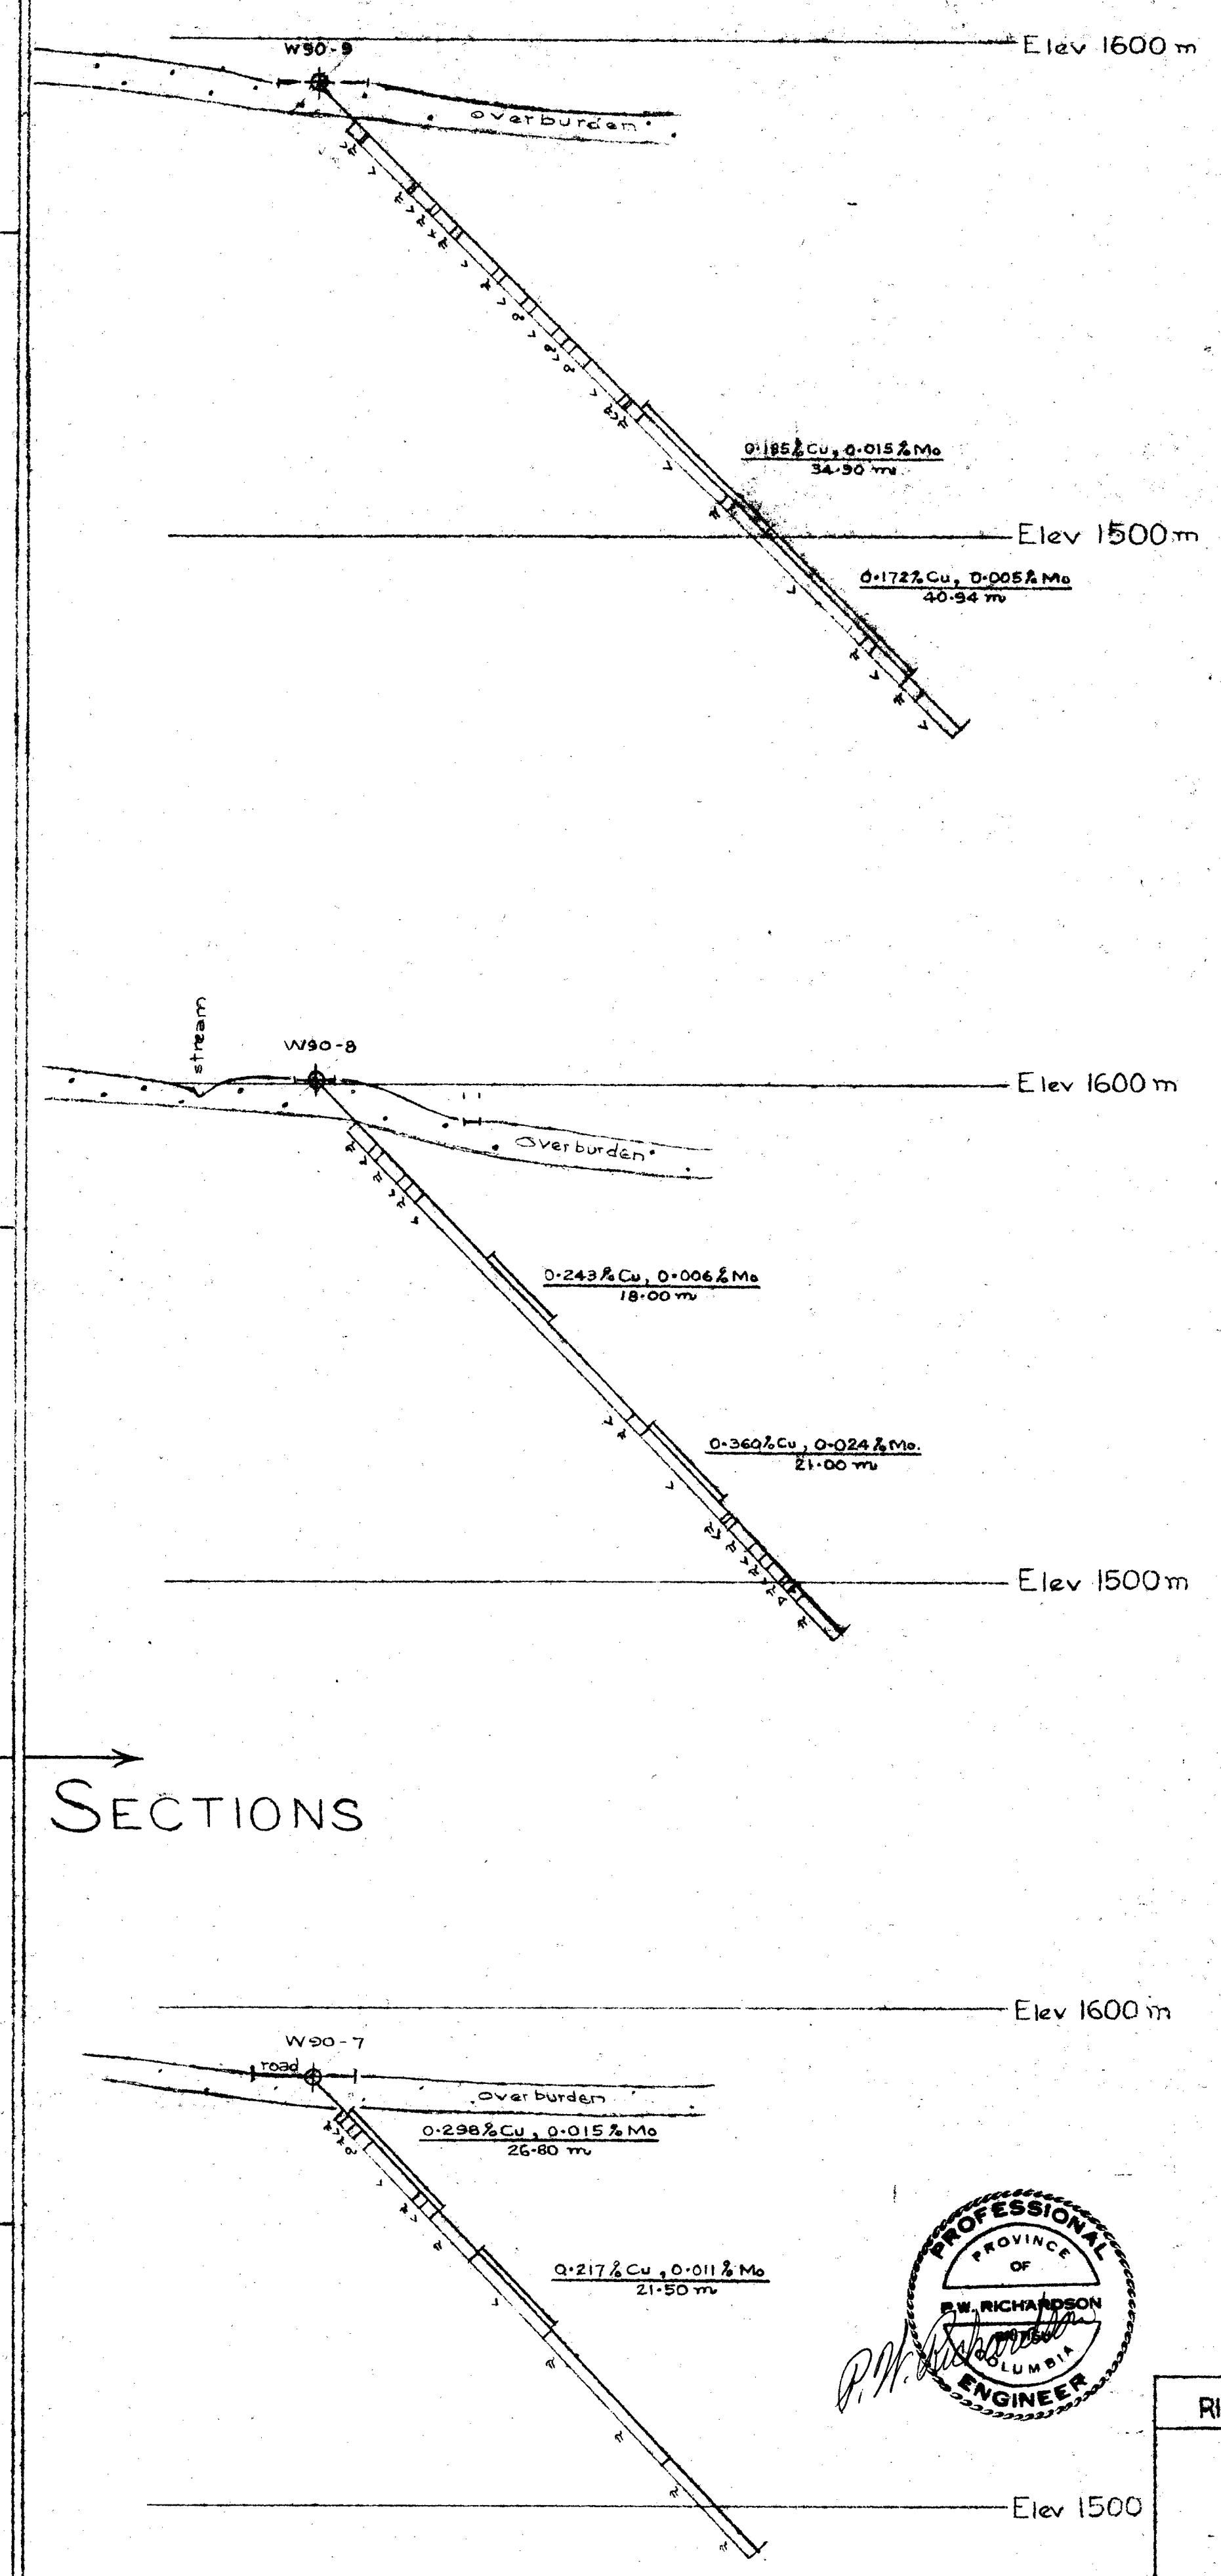 W90-9
Elev 1600 m
overburden
0.185% Cu, 0.015% Mo
34.90 m
Elev 1500 m
0.172% Cu, 0.005% Mo
40.94 m
stream
W90-8
Elev 1600 m
Overburden
0.243% Cu, 0.006% Mo
18.00 m
0.360% Cu, 0.024% Mo.
21.00 m
Elev 1500 m
SECTIONS
Elev 1600 m
W90-7
road
overburden
0.298% Cu, 0.015% Mo
26.80 m
0.217% Cu, 0.011% Mo
21.50 m
PROFESSIONAL
PROVINCE
OF
P.W. RICHARDSON
BRITISH
COLUMBIA
ENGINEER
P.W. Richardson
RI
Elev 1500